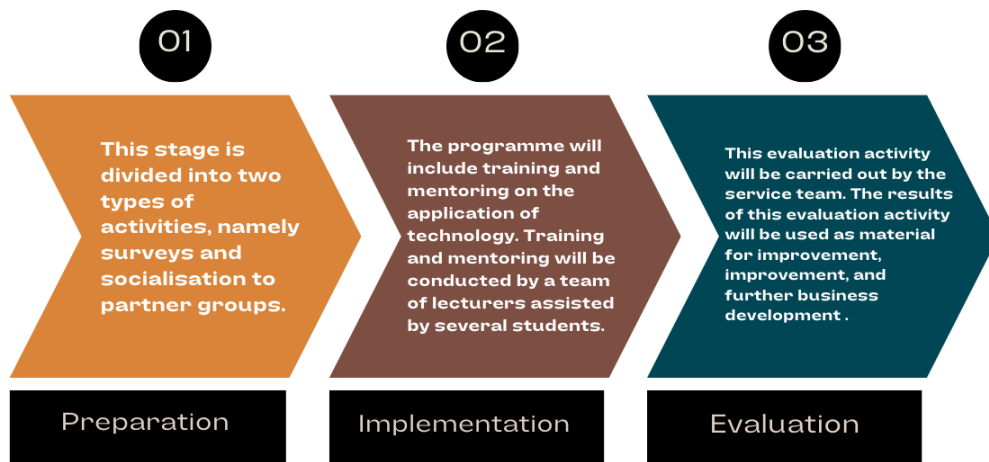 01
This stage is
divided into two
types of
activities, namely
surveys and
socialisation to
partner groups.
Preparation
02
The programme will
include training and
mentoring on the
application of
technology. Training
and mentoring will be
conducted by a team
of lecturers assisted
by several students.
Implementation
03
This evaluation activity
will be carried out by the
service team. The results
of this evaluation activity
will be used as material
for improvement,
improvement, and
further business
development .
Evaluation